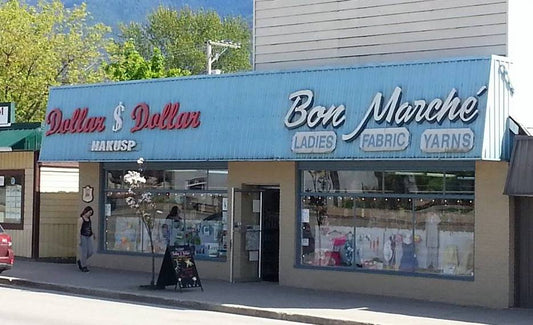 Dollar $ Dollar
NAKUSP
Bon Marché
LADIES FABRIC YARNS